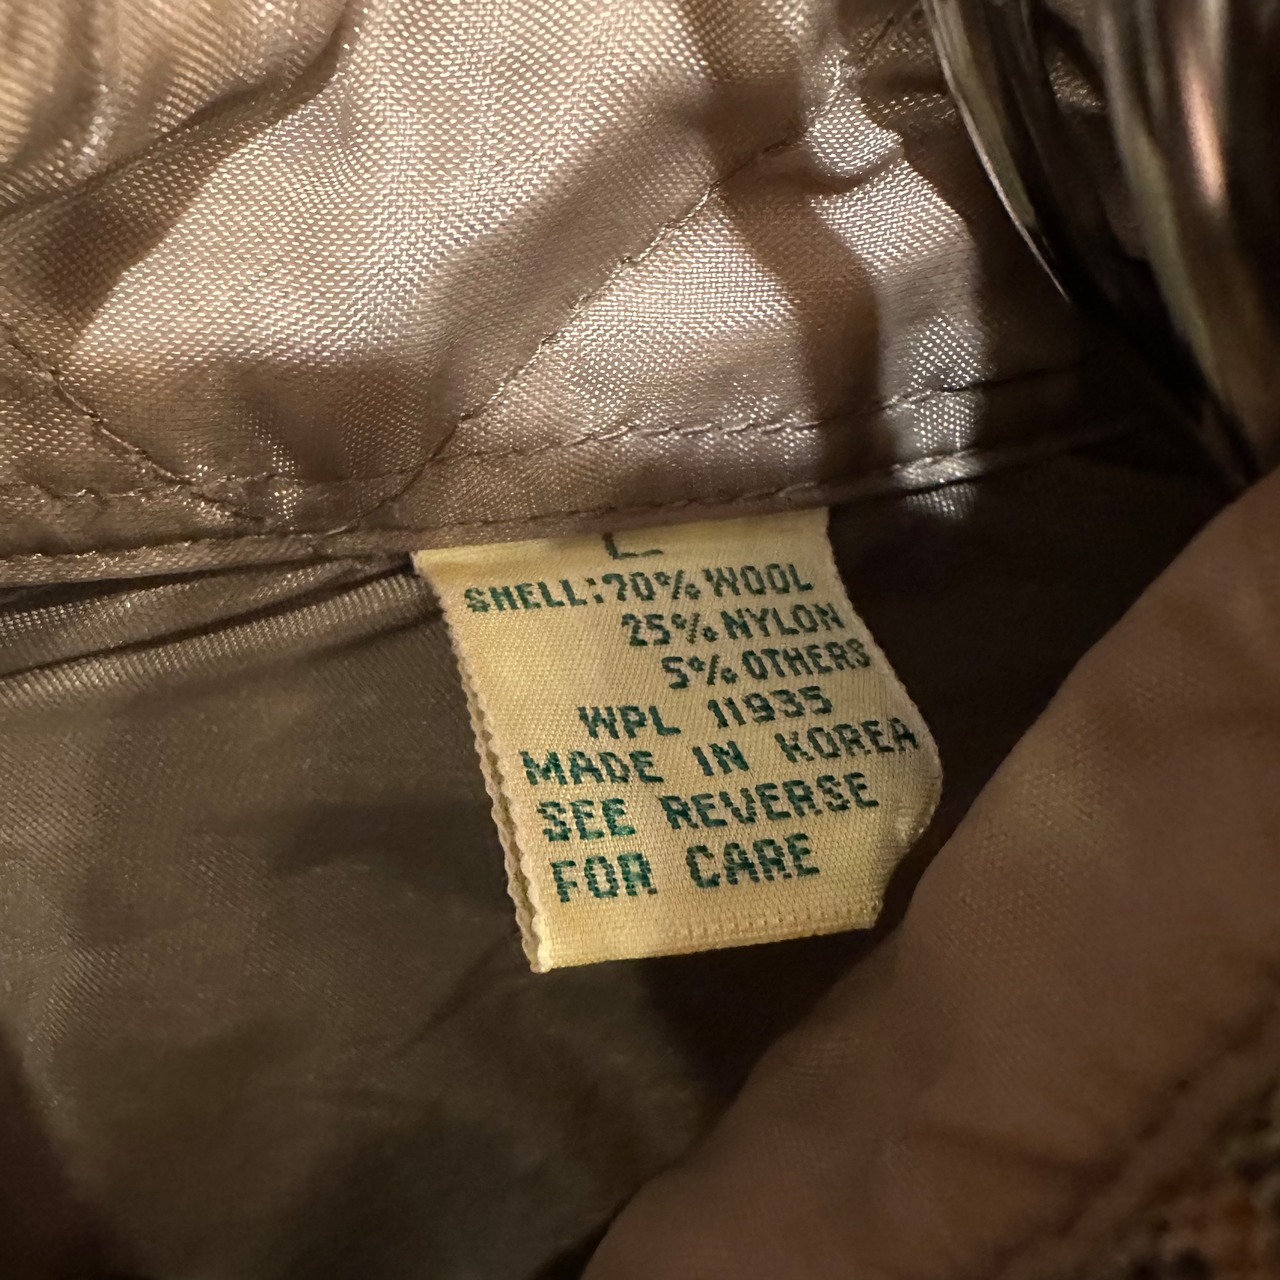 L
SHELL:70% WOOL
25% NYLON
5% OTHERS
WPL 11935
MADE IN KOREA
SEE REVERSE
FOR CARE